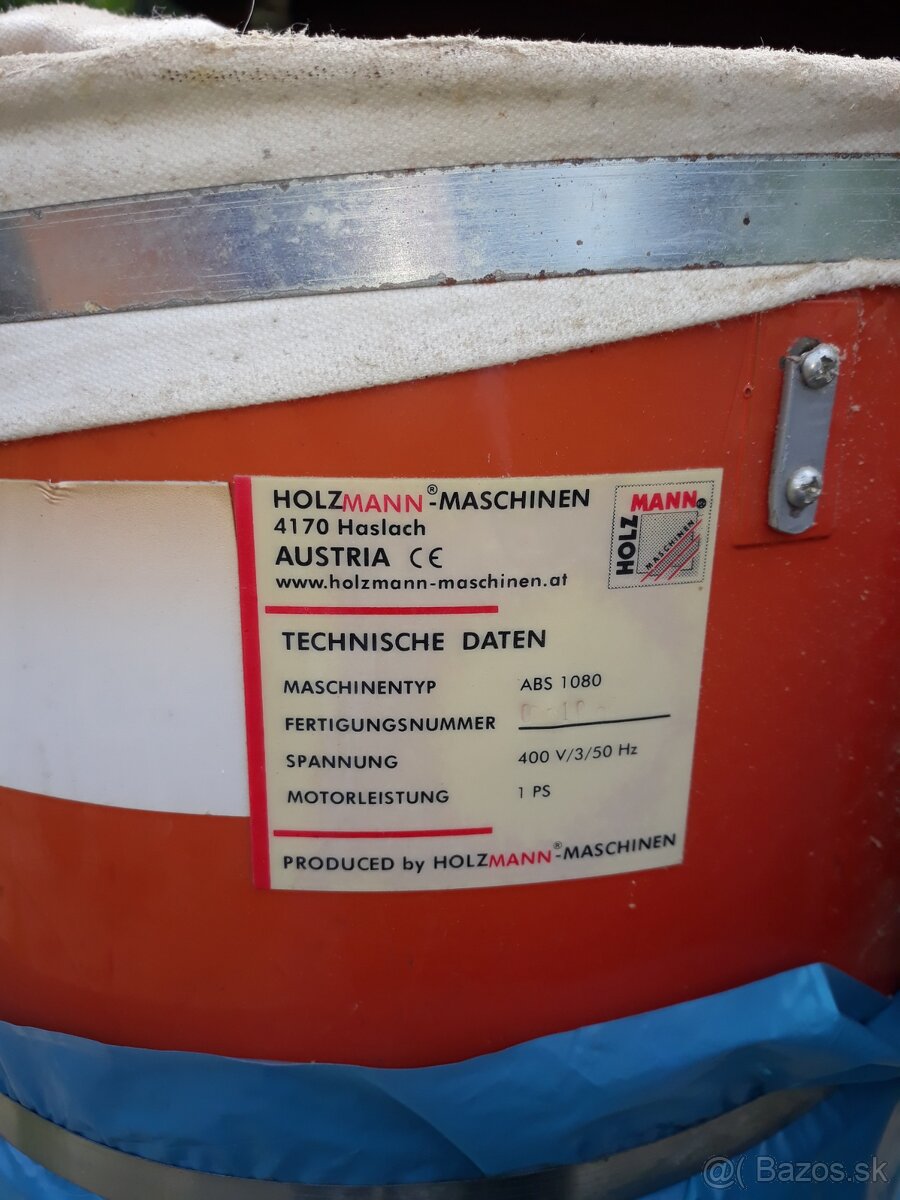 HOLZMANN®-MASCHINEN
4170 Haslach
AUSTRIA CE
www.holzmann-maschinen.at
HOLZ MANN® MASCHINEN
TECHNISCHE DATEN
MASCHINENTYP ABS 1080
FERTIGUNGSNUMMER
SPANNUNG 400 V/3/50 Hz
MOTORLEISTUNG 1 PS
PRODUCED by HOLZMANN®-MASCHINEN
@( Bazos.sk